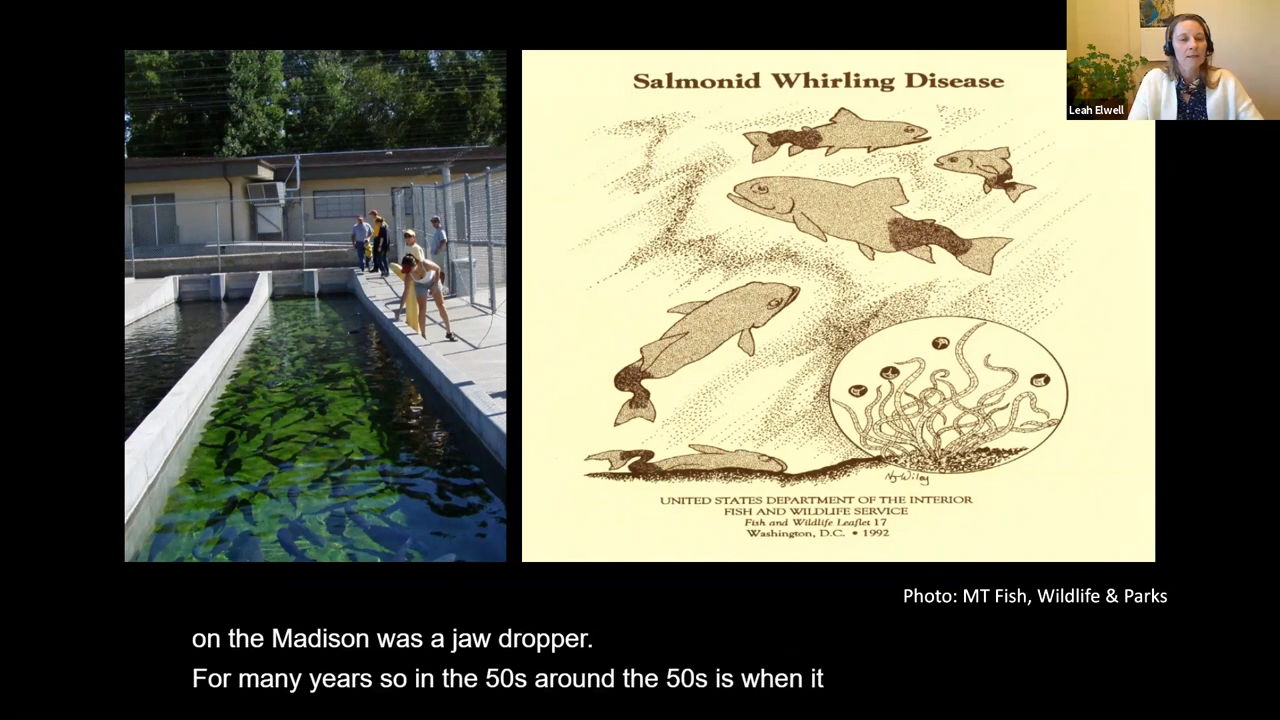 Salmonid Whirling Disease
Leah Elwell
UNITED STATES DEPARTMENT OF THE INTERIOR
FISH AND WILDLIFE SERVICE
Fish and Wildlife Leaflet 17
Washington, D.C. • 1992
Photo: MT Fish, Wildlife & Parks
on the Madison was a jaw dropper.
For many years so in the 50s around the 50s is when it